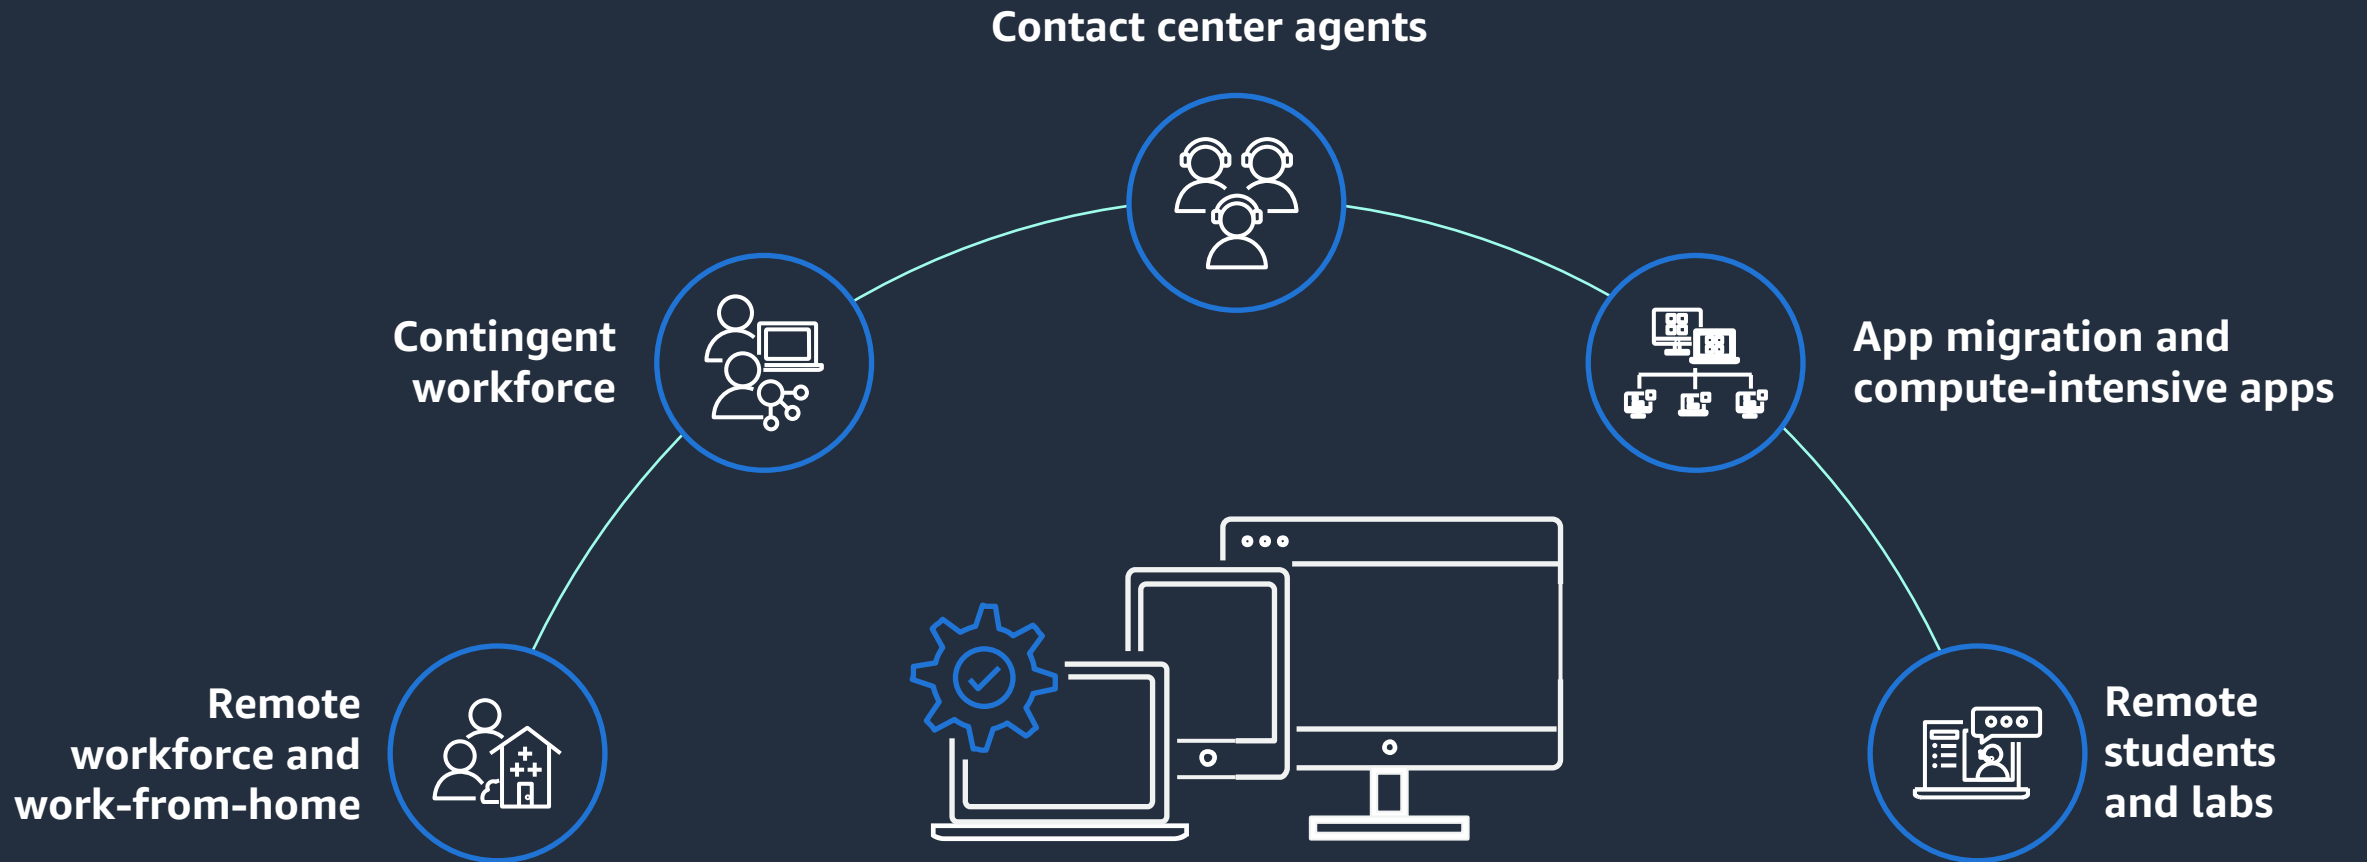 Contact center agents
Contingent
workforce
App migration and
compute-intensive apps
Remote
workforce and
work-from-home
Remote
students
and labs